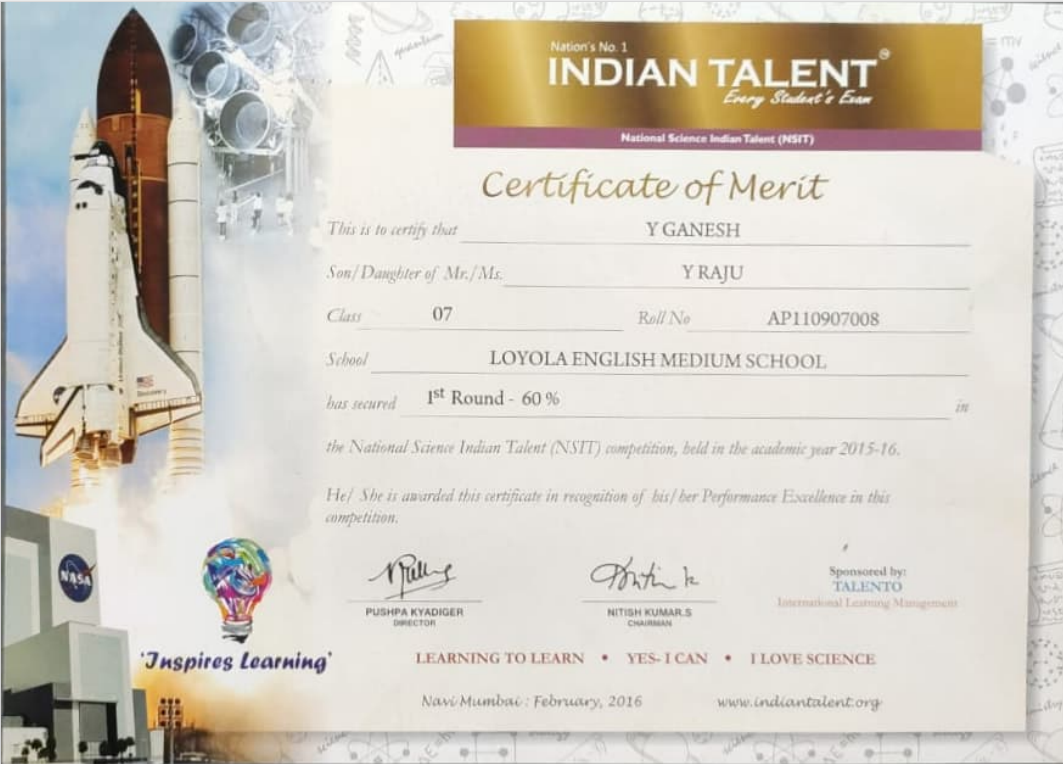 Nation's No. 1
INDIAN TALENT
Every Student's Exam
National Science Indian Talent (NSIT)
Certificate of Merit
This is to certify that Y GANESH
Son/Daughter of Mr./Ms. Y RAJU
Class 07 Roll No AP110907008
School LOYOLA ENGLISH MEDIUM SCHOOL
has secured 1st Round - 60 % in
the National Science Indian Talent (NSIT) competition, held in the academic year 2015-16.
He/ She is awarded this certificate in recognition of his/her Performance Excellence in this
competition.
NASA
PUSHPA KYADIGER
DIRECTOR
NITISH KUMAR.S
CHAIRMAN
Sponsored by:
TALENTO
International Learning Management
'Inspires Learning'
LEARNING TO LEARN • YES- I CAN • I LOVE SCIENCE
Navi Mumbai : February, 2016 www.indiantalent.org